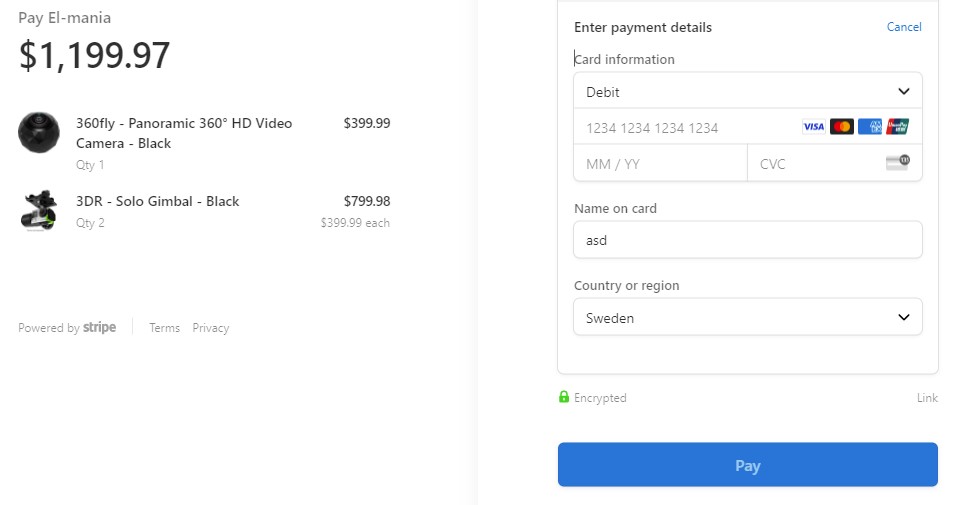 Pay El-mania
$1,199.97
360fly - Panoramic 360° HD Video
Camera - Black
$399.99
Qty 1
3DR - Solo Gimbal - Black
$799.98
Qty 2
$399.99 each
Powered by stripe
Terms
Privacy
Enter payment details
Cancel
Card information
Debit
1234 1234 1234 1234
VISA
MM / YY
CVC
Name on card
asd
Country or region
Sweden
Encrypted
Link
Pay